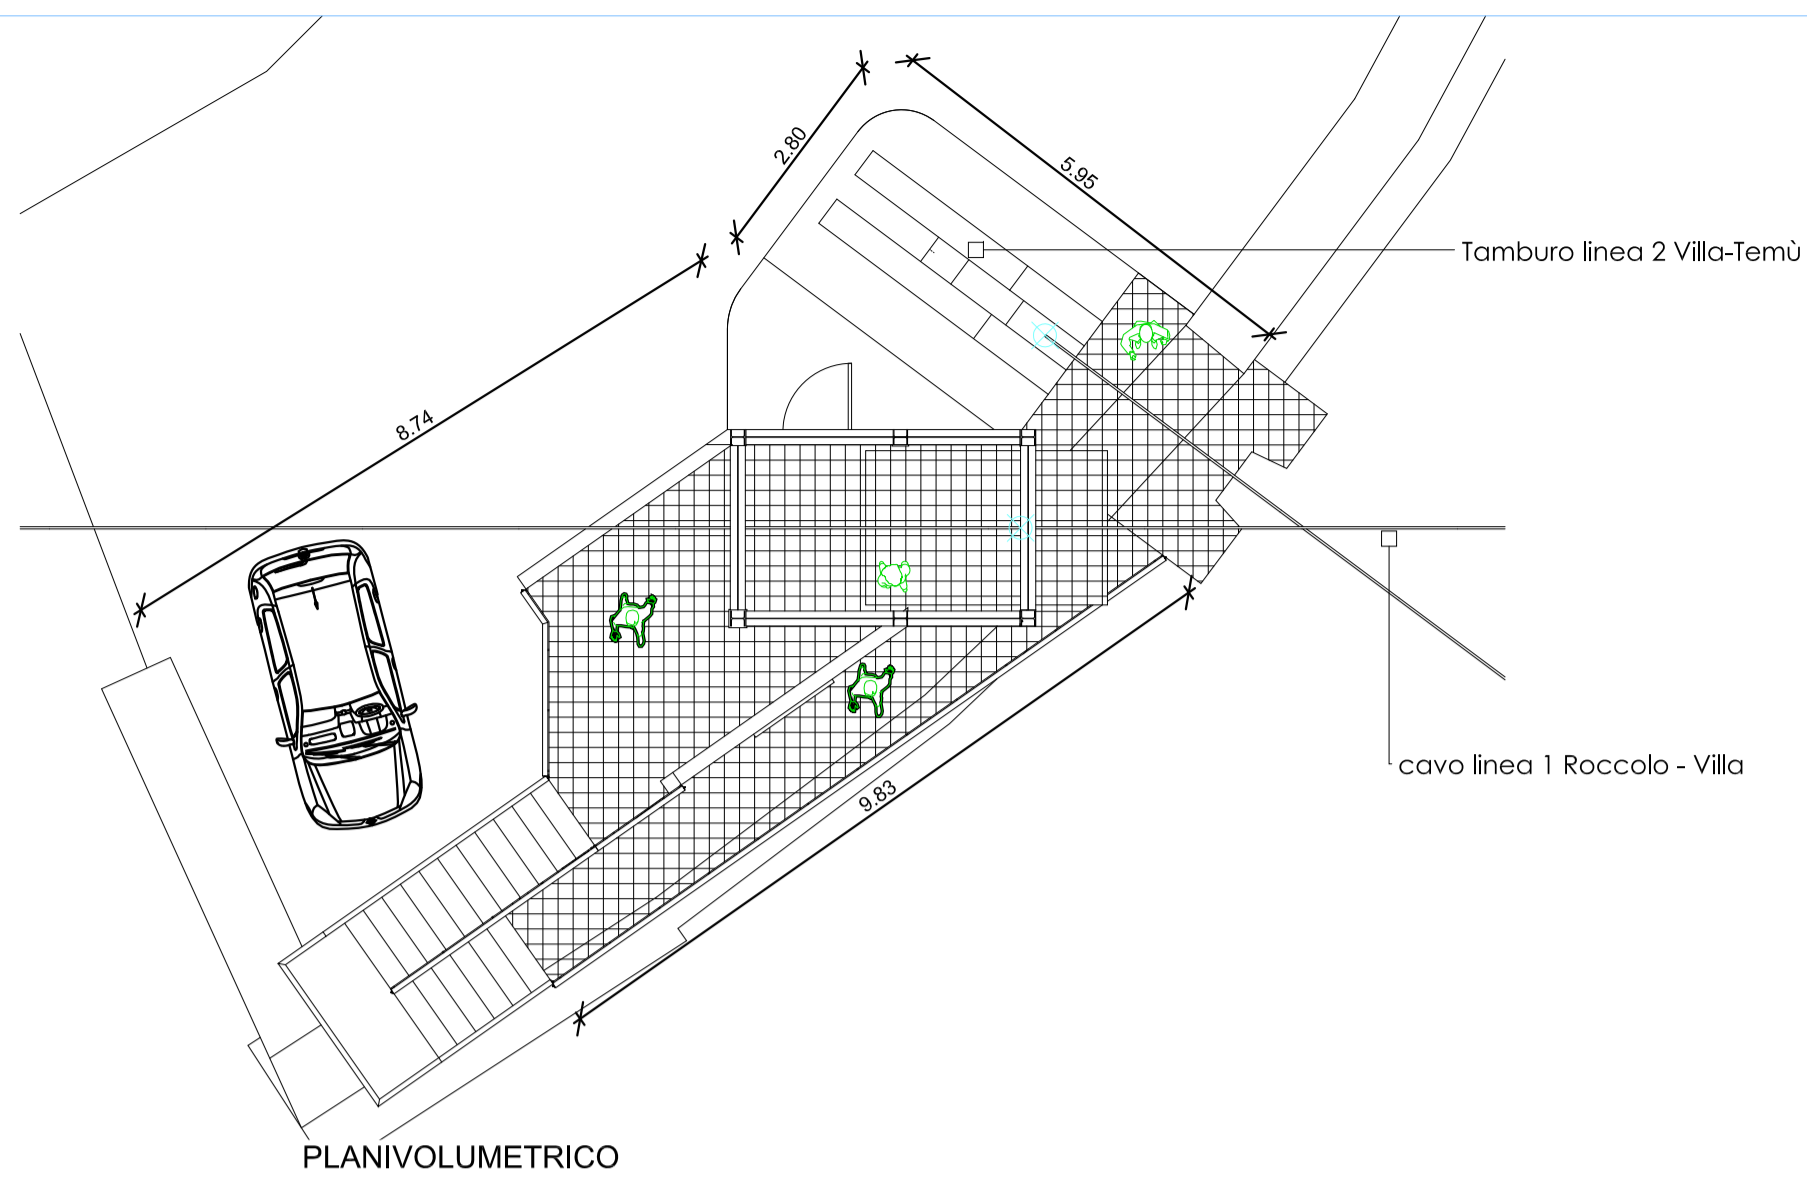 2.80
5.95
Tamburo linea 2 Villa-Temù
8.74
cavo linea 1 Roccolo - Villa
9.83
PLANIVOLUMETRICO